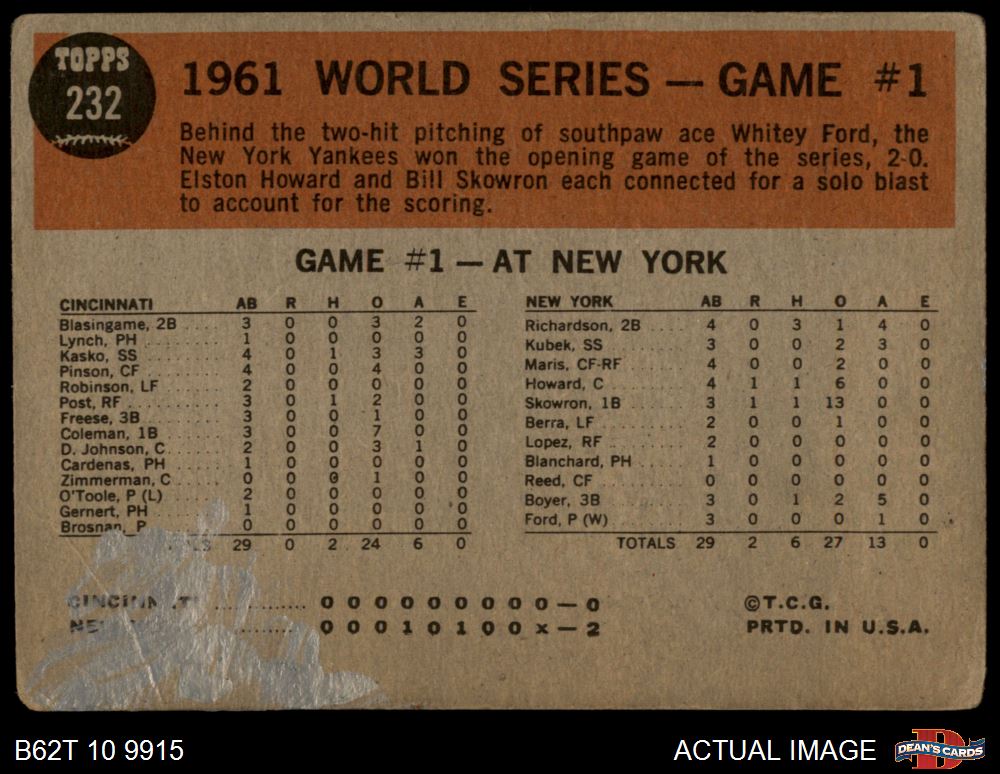 TOPPS
232
1961 WORLD SERIES — GAME #1
Behind the two-hit pitching of southpaw ace Whitey Ford, the
New York Yankees won the opening game of the series, 2-0.
Elston Howard and Bill Skowron each connected for a solo blast
to account for the scoring.
GAME #1 — AT NEW YORK
CINCINNATI AB R H O A E
Blasingame, 2B .... 3 0 0 3 2 0
Lynch, PH ........ 1 0 0 0 0 0
Kasko, SS ........ 4 0 1 3 3 0
Pinson, CF ....... 4 0 0 4 0 0
Robinson, LF ..... 2 0 0 0 0 0
Post, RF .......... 3 0 1 2 0 0
Freese, 3B ....... 3 0 0 1 0 0
Coleman, 1B ...... 3 0 0 7 0 0
D. Johnson, C ..... 2 0 0 3 1 0
Cardenas, PH ..... 1 0 0 0 0 0
Zimmerman, C .... 0 0 0 1 0 0
O'Toole, P (L) .... 2 0 0 0 0 0
Gernert, PH ...... 1 0 0 0 0 0
Brosnan, P 0 0 0 0 0 0
29 0 2 24 6 0
NEW YORK AB R H O A E
Richardson, 2B .... 4 0 3 1 4 0
Kubek, SS ........ 3 0 0 2 3 0
Maris, CF-RF ..... 4 0 0 2 0 0
Howard, C ........ 4 1 1 6 0 0
Skowron, 1B ...... 3 1 1 13 0 0
Berra, LF ........ 2 0 0 1 0 0
Lopez, RF ........ 2 0 0 0 0 0
Blanchard, PH .... 1 0 0 0 0 0
Reed, CF ......... 0 0 0 0 0 0
Boyer, 3B ........ 3 0 1 2 5 0
Ford, P (W) ...... 3 0 0 0 1 0
TOTALS 29 2 6 27 13 0
CINCINNATI ............ 0 0 0 0 0 0 0 0 0 — 0
0 0 0 1 0 1 0 0 x — 2
©T.C.G.
PRTD. IN U.S.A.
B62T 10 9915
ACTUAL IMAGE
DEAN'S CARDS